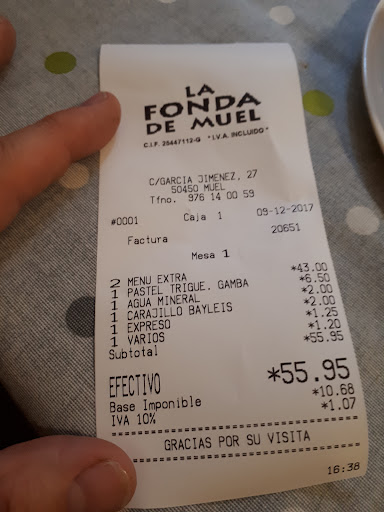 LA
FONDA
DE MUEL
C.I.F. 25447112-G "I.V.A. INCLUIDO"
C/GARCIA JIMENEZ, 27
50450 MUEL
Tfno. 976 14 00 59
#0001 Caja 1 09-12-2017
Factura 20651
Mesa 1
2 MENU EXTRA *43.00
1 PASTEL TRIGUE. GAMBA *6.50
1 AGUA MINERAL *2.00
1 CARAJILLO BAYLEIS *2.00
1 EXPRESO *1.25
1 VARIOS *1.20
Subtotal *55.95
EFECTIVO *55.95
Base Imponible *10.68
IVA 10% *1.07
GRACIAS POR SU VISITA
16:38